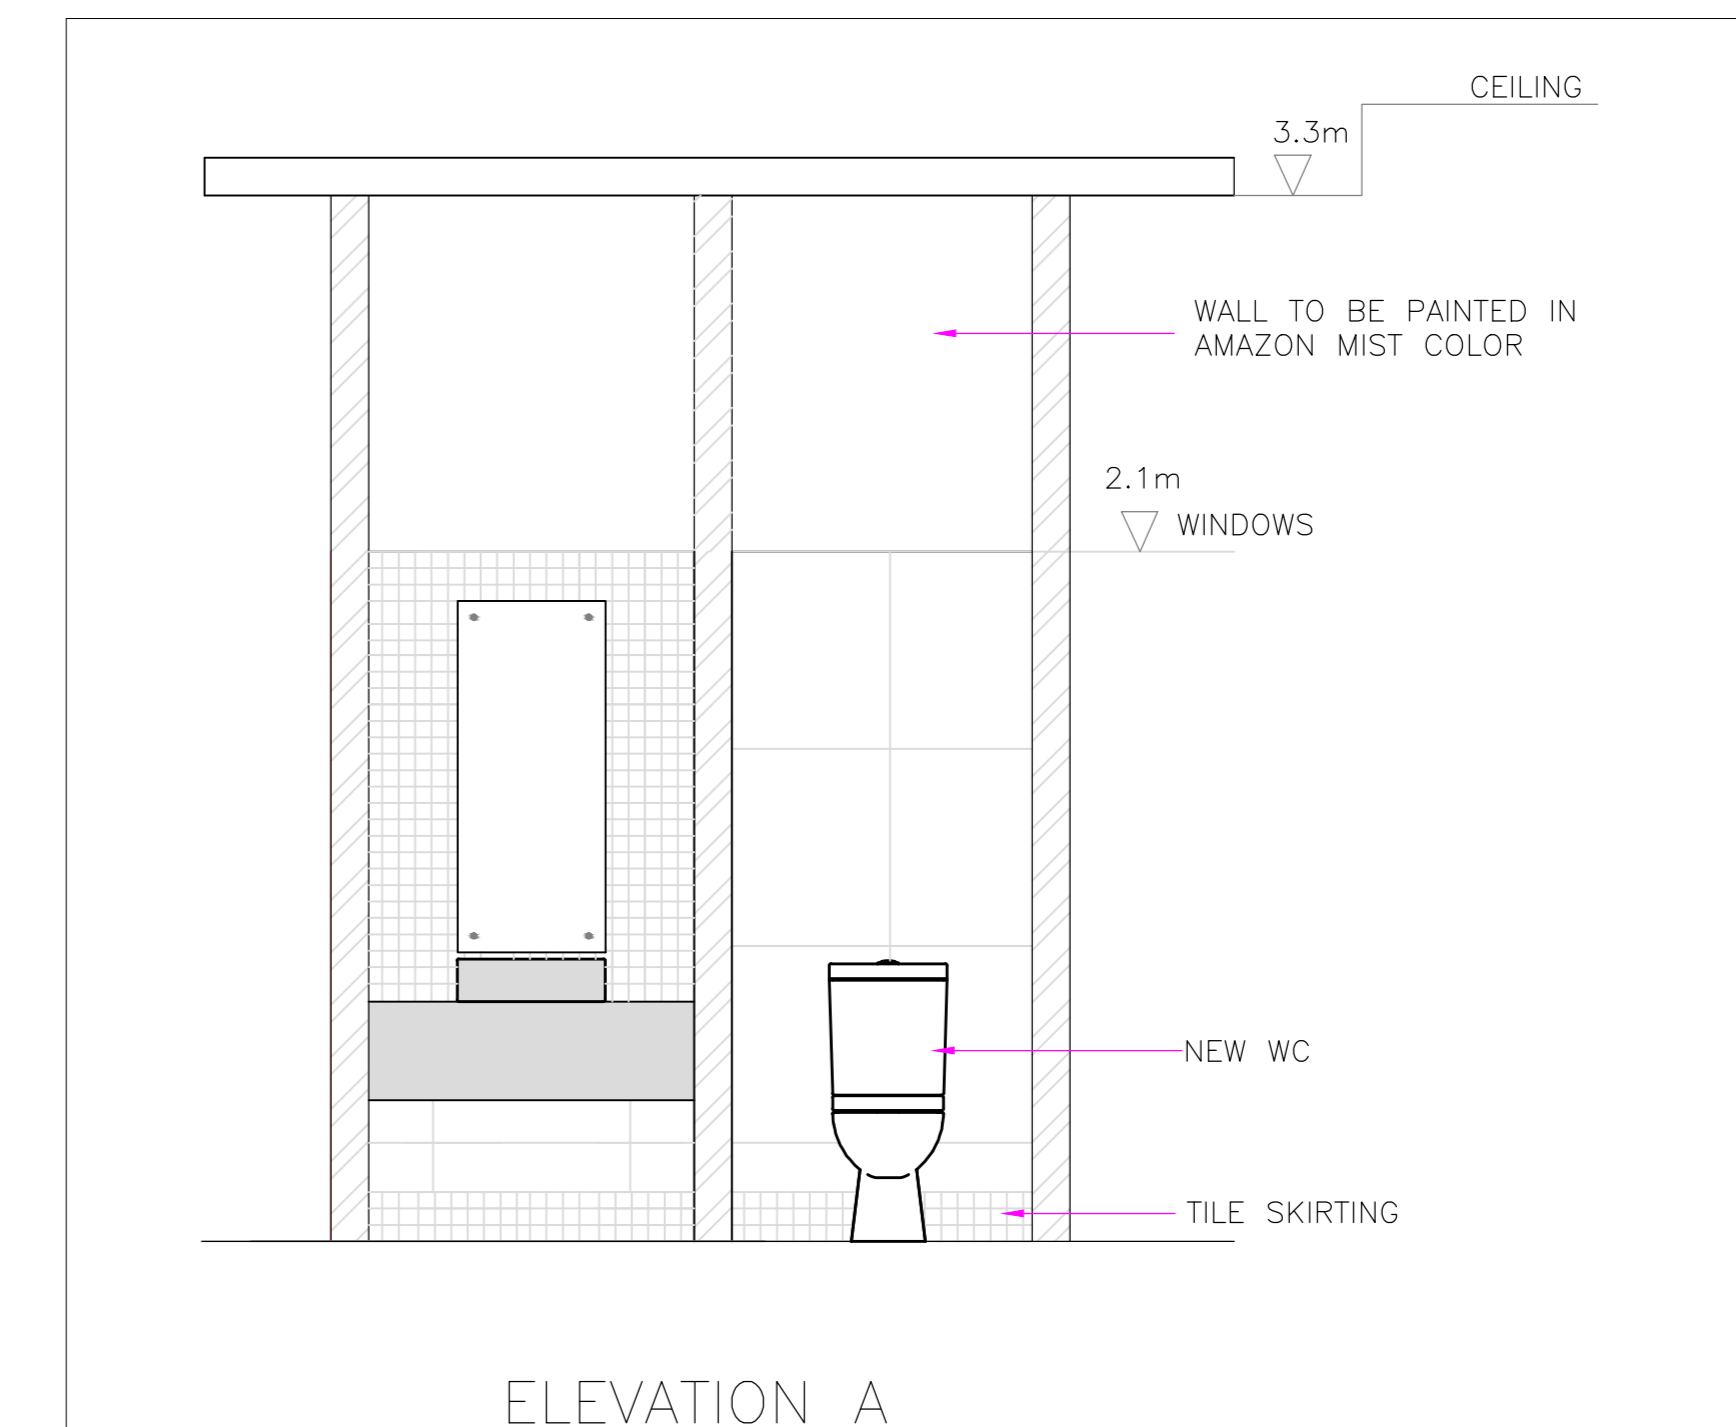 CEILING
3.3m
WALL TO BE PAINTED IN
AMAZON MIST COLOR
2.1m
WINDOWS
NEW WC
TILE SKIRTING
ELEVATION A